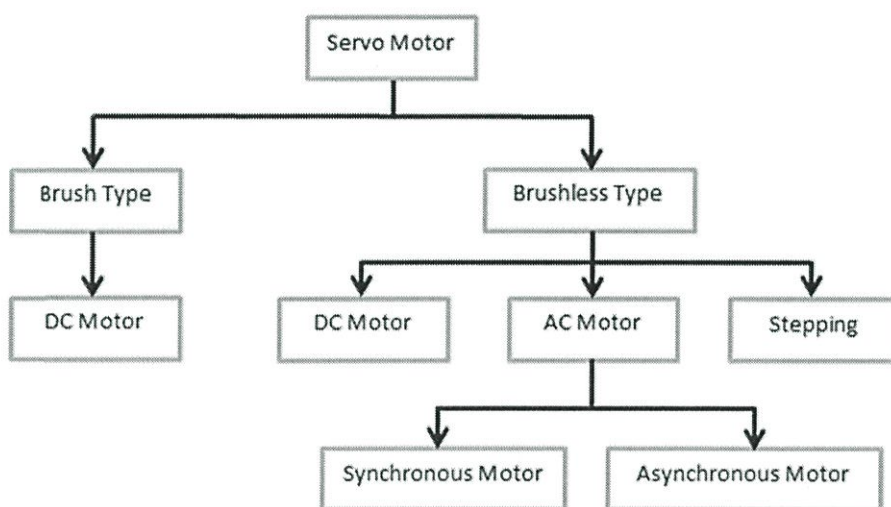 Servo Motor
Brush Type
Brushless Type
DC Motor
DC Motor
AC Motor
Stepping
Synchronous Motor
Asynchronous Motor